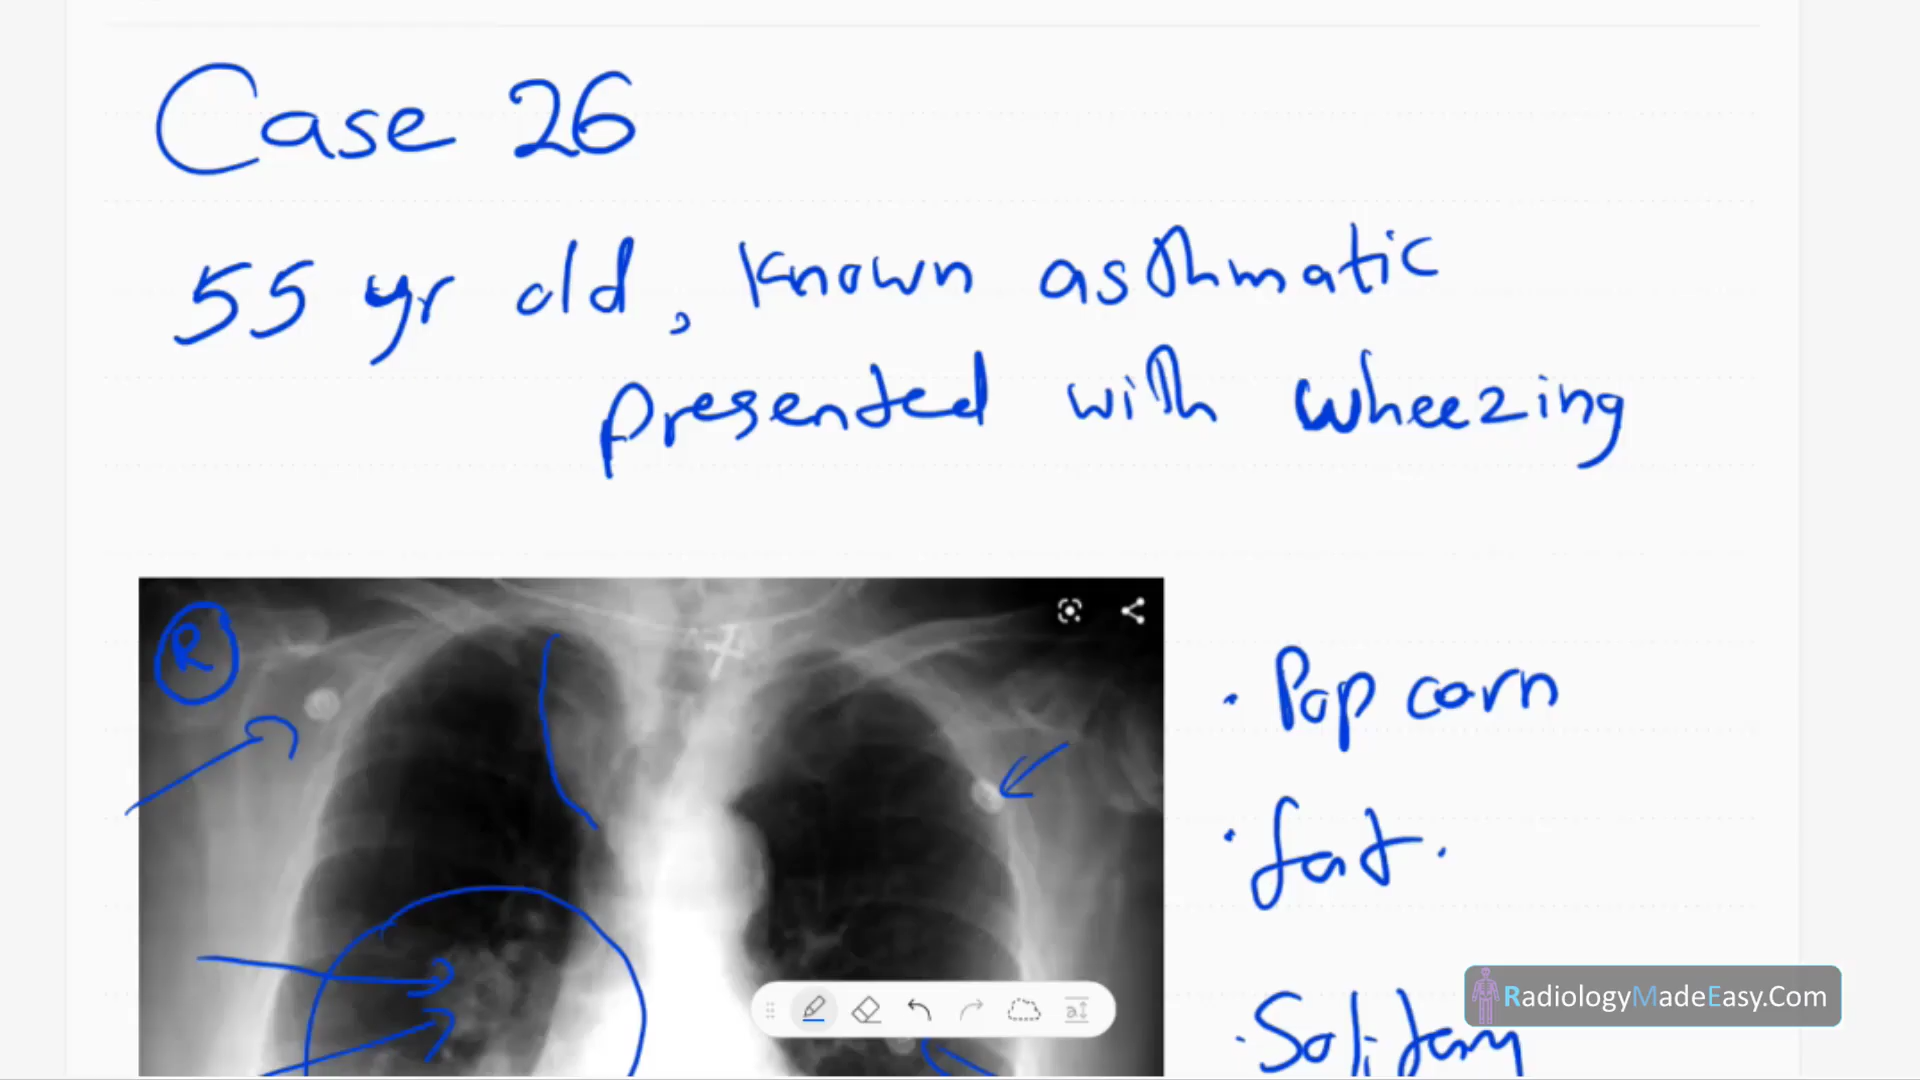 Case 26
55 yr old, known asthmatic
presented with wheezing
R
• Pop corn
• fat.
• Solitary
RadiologyMadeEasy.Com